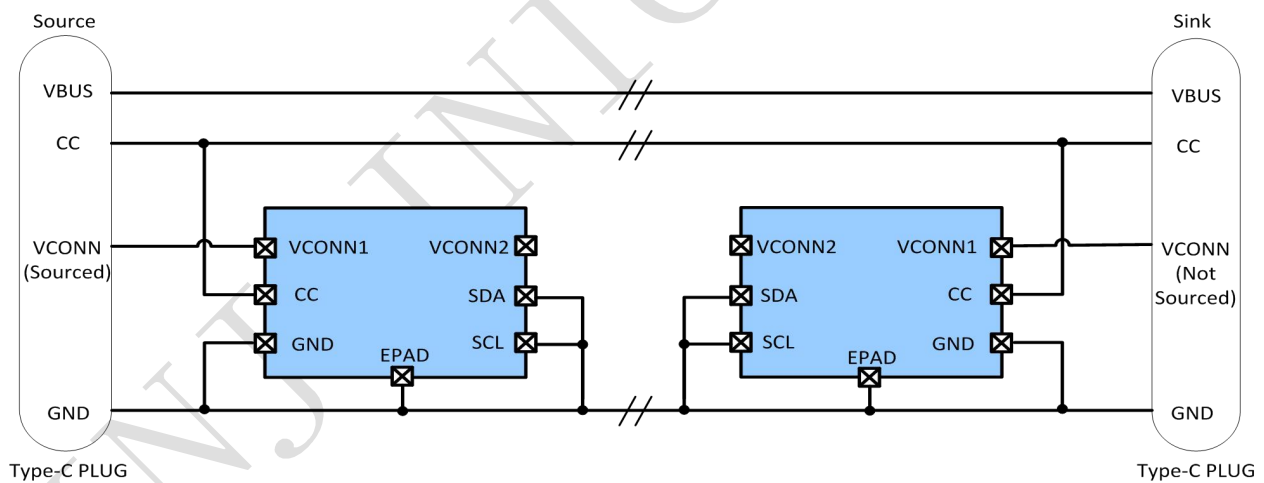 Source
Sink
VBUS
VBUS
CC
CC
VCONN
(Sourced)
VCONN1
VCONN2
VCONN2
VCONN1
VCONN
(Not
Sourced)
CC
SDA
SDA
CC
GND
SCL
SCL
GND
EPAD
EPAD
GND
GND
Type-C PLUG
Type-C PLUG